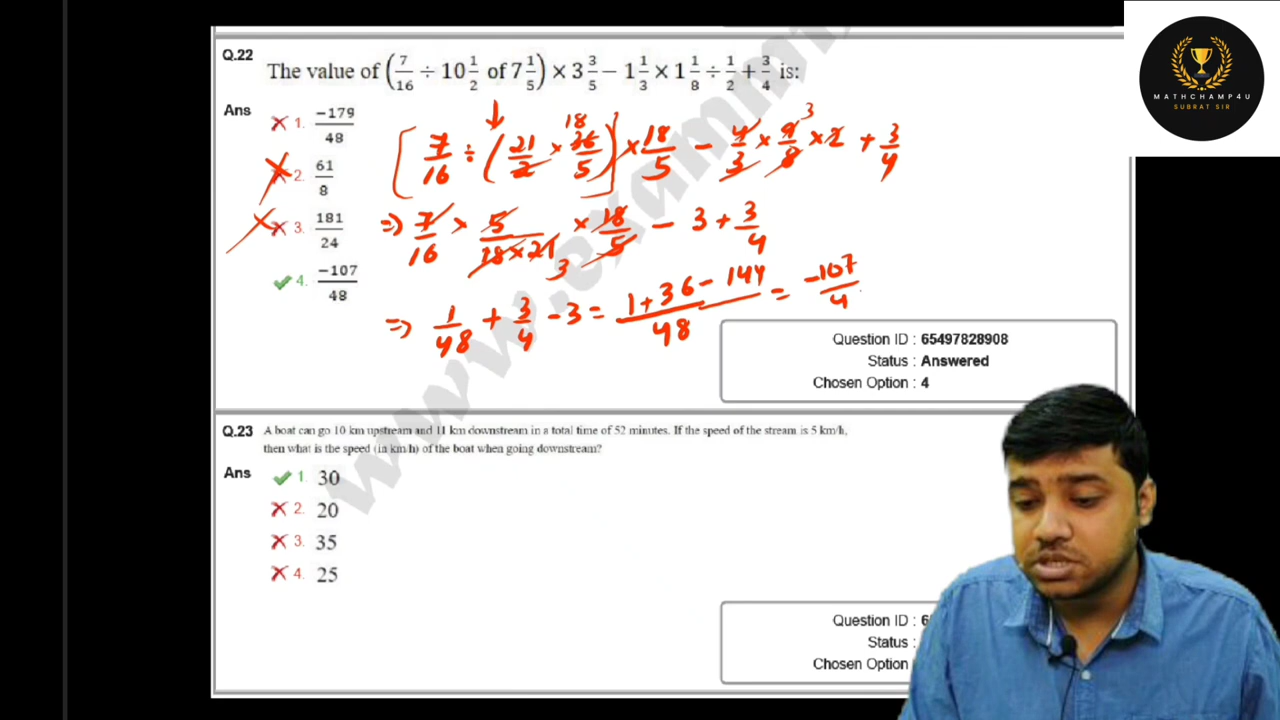 Q.22
The value of (7/16 ÷ 10 1/2 of 7 1/5) × 3 3/5 − 1 1/3 × 1 1/8 ÷ 1/2 + 3/4 is:
Ans
1. −179/48
2. 61/8
3. 181/24
4. −107/48
[7/16 ÷ (21/2 × 36/5)] × 18/5 − 4/3 × 9/8 × 2 + 3/4
18
3
⇒ 7/16 × 5/18×21 × 18/5 − 3 + 3/4
3
⇒ 1/48 + 3/4 − 3 = 1+36−144/48 = −107/4
Question ID : 65497828908
Status : Answered
Chosen Option : 4
Q.23
A boat can go 10 km upstream and 11 km downstream in a total time of 52 minutes. If the speed of the stream is 5 km/h,
then what is the speed (in km/h) of the boat when going downstream?
Ans
1. 30
2. 20
3. 35
4. 25
Question ID : 6
Status :
Chosen Option
MATHCHAMP4U
SUBRAT SIR